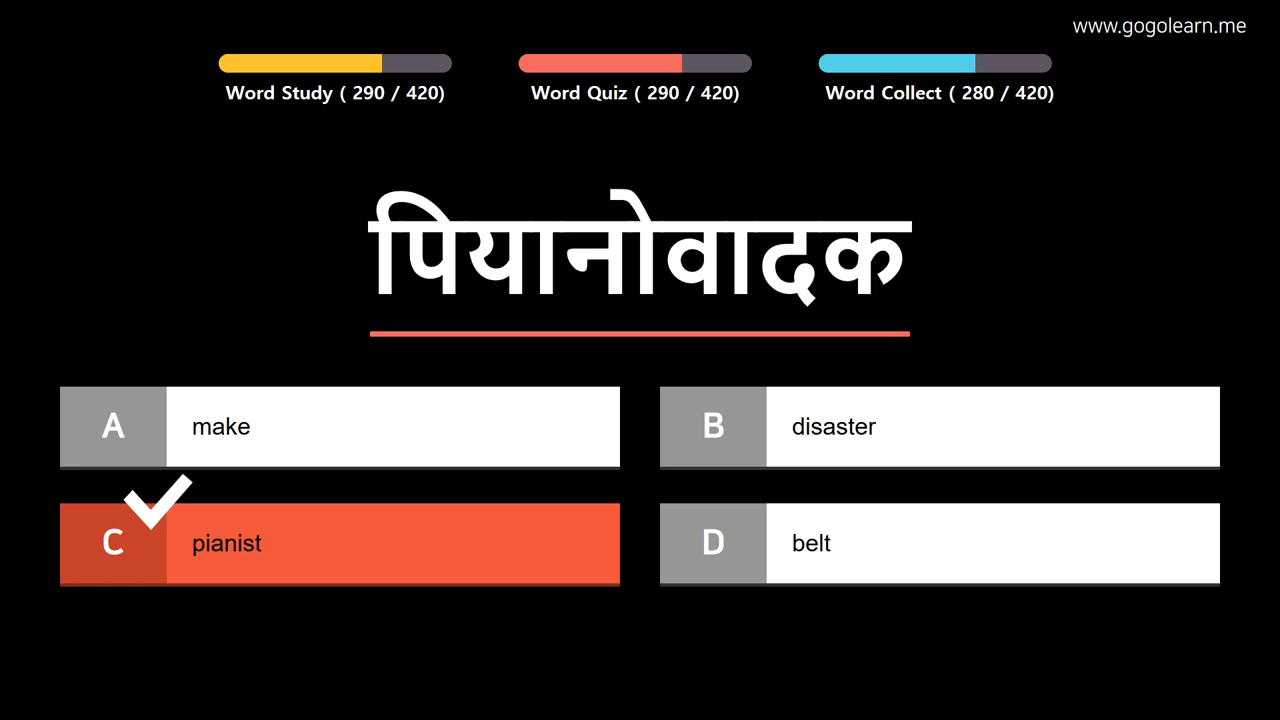 www.gogolearn.me
Word Study ( 290 / 420)
Word Quiz ( 290 / 420)
Word Collect ( 280 / 420)
पियानोवादक
A make
B disaster
C pianist
D belt